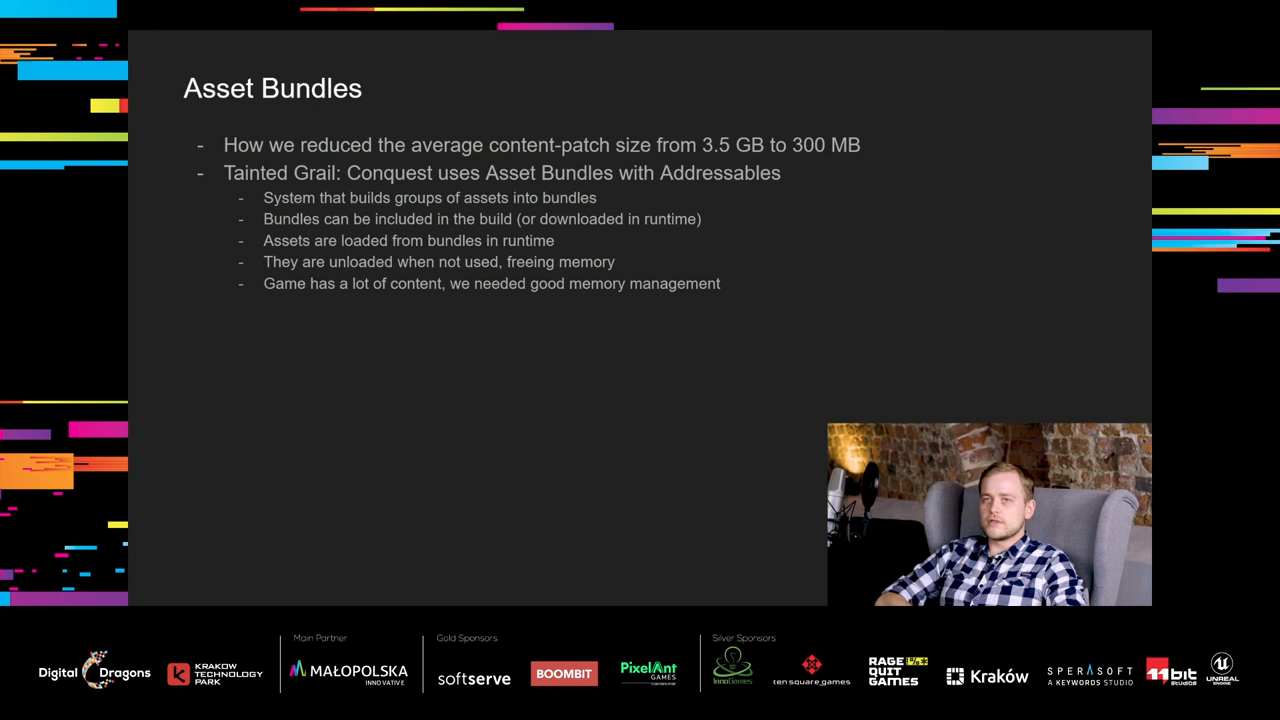 Asset Bundles
- How we reduced the average content-patch size from 3.5 GB to 300 MB
- Tainted Grail: Conquest uses Asset Bundles with Addressables
- System that builds groups of assets into bundles
- Bundles can be included in the build (or downloaded in runtime)
- Assets are loaded from bundles in runtime
- They are unloaded when not used, freeing memory
- Game has a lot of content, we needed good memory management
Main Partner
Gold Sponsors
Silver Sponsors
Digital Dragons
KRAKOW
TECHNOLOGY
PARK
MAŁOPOLSKA
INNOVATIVE
softserve
BOOMBIT
PixelAnt
GAMES
InnoGames
ten square games
RAGE
QUIT
GAMES
Kraków
SPERASOFT
A KEYWORDS STUDIO
11bit
STUDIOS
UNREAL
ENGINE